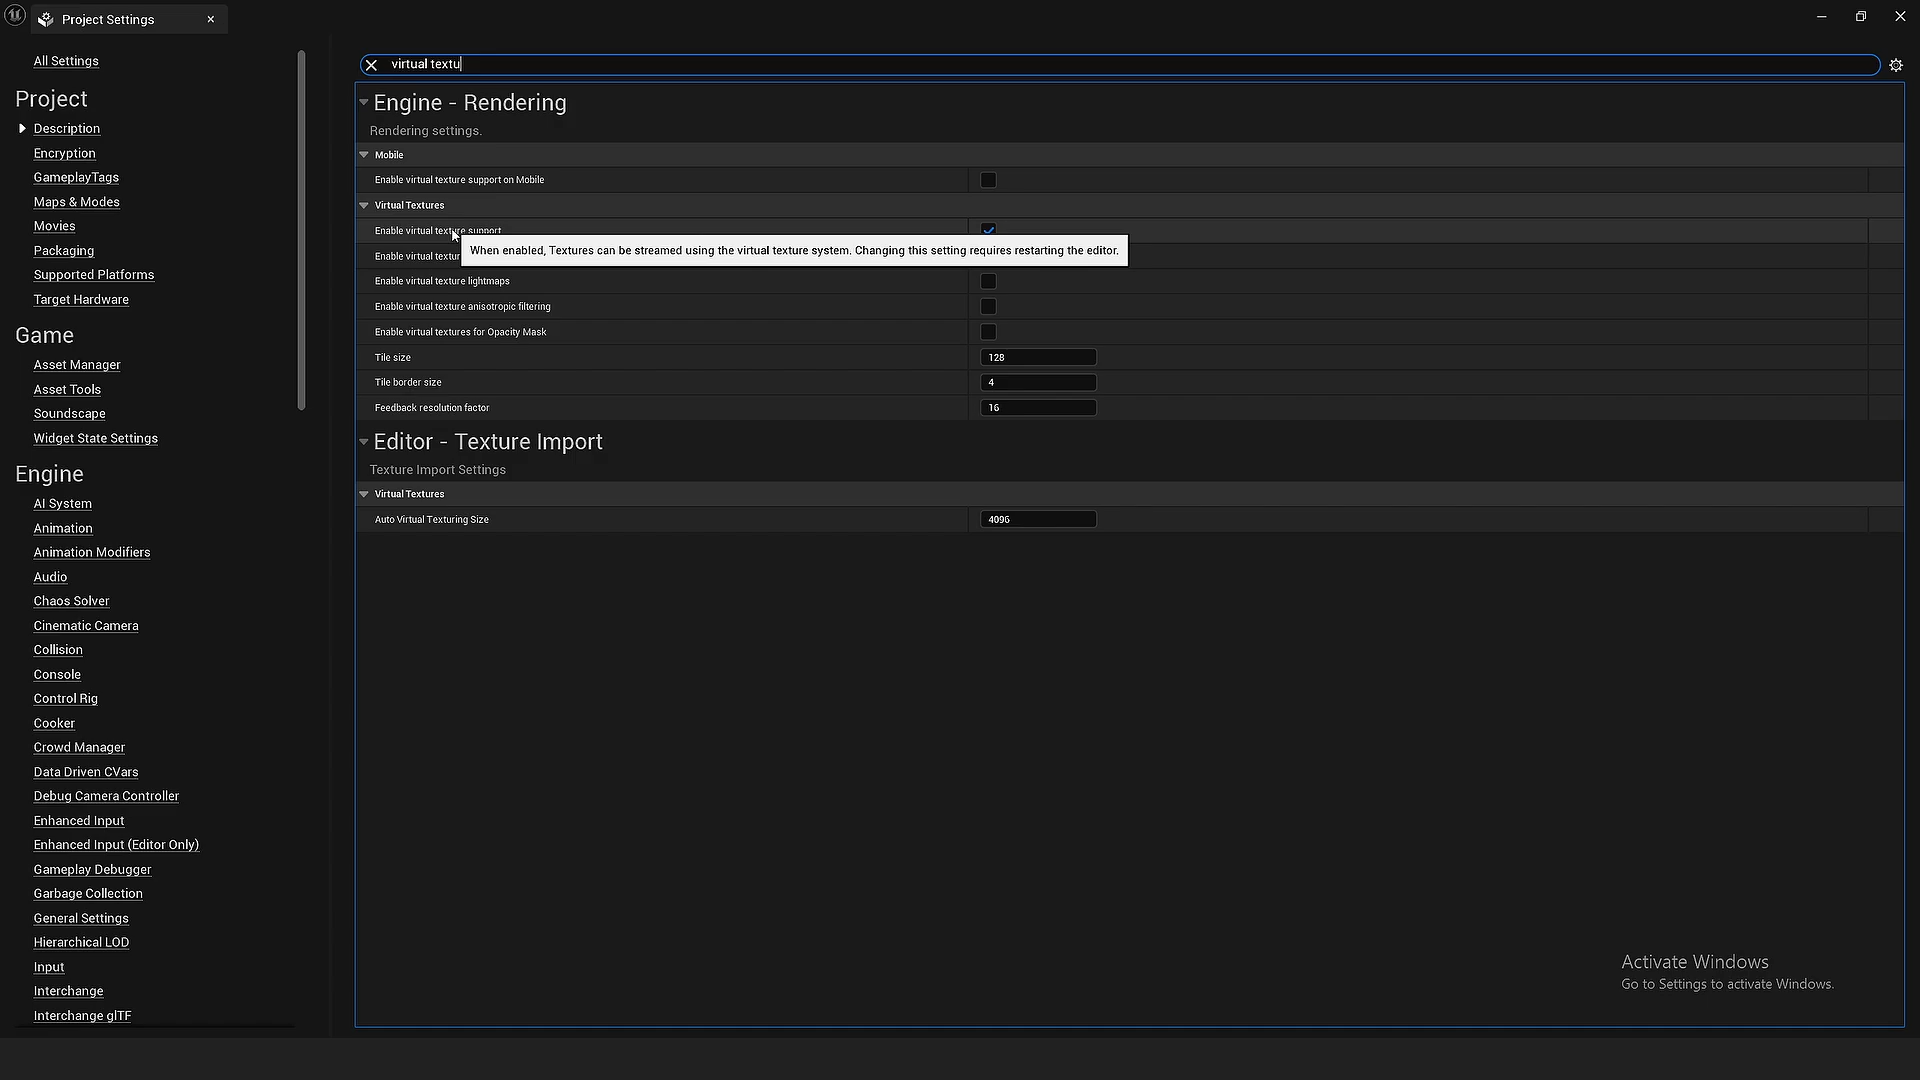 Project Settings
All Settings
Project
Description
Encryption
GameplayTags
Maps & Modes
Movies
Packaging
Supported Platforms
Target Hardware
Game
Asset Manager
Asset Tools
Soundscape
Widget State Settings
Engine
AI System
Animation
Animation Modifiers
Audio
Chaos Solver
Cinematic Camera
Collision
Console
Control Rig
Cooker
Crowd Manager
Data Driven CVars
Debug Camera Controller
Enhanced Input
Enhanced Input (Editor Only)
Gameplay Debugger
Garbage Collection
General Settings
Hierarchical LOD
Input
Interchange
Interchange glTF
virtual textu
Engine - Rendering
Rendering settings.
Mobile
Enable virtual texture support on Mobile
Virtual Textures
Enable virtual texture support
When enabled, Textures can be streamed using the virtual texture system. Changing this setting requires restarting the editor.
Enable virtual
Enable virtual texture lightmaps
Enable virtual texture anisotropic filtering
Enable virtual textures for Opacity Mask
Tile size 128
Tile border size 4
Feedback resolution factor 16
Editor - Texture Import
Texture Import Settings
Virtual Textures
Auto Virtual Texturing Size 4096
Activate Windows
Go to Settings to activate Windows.